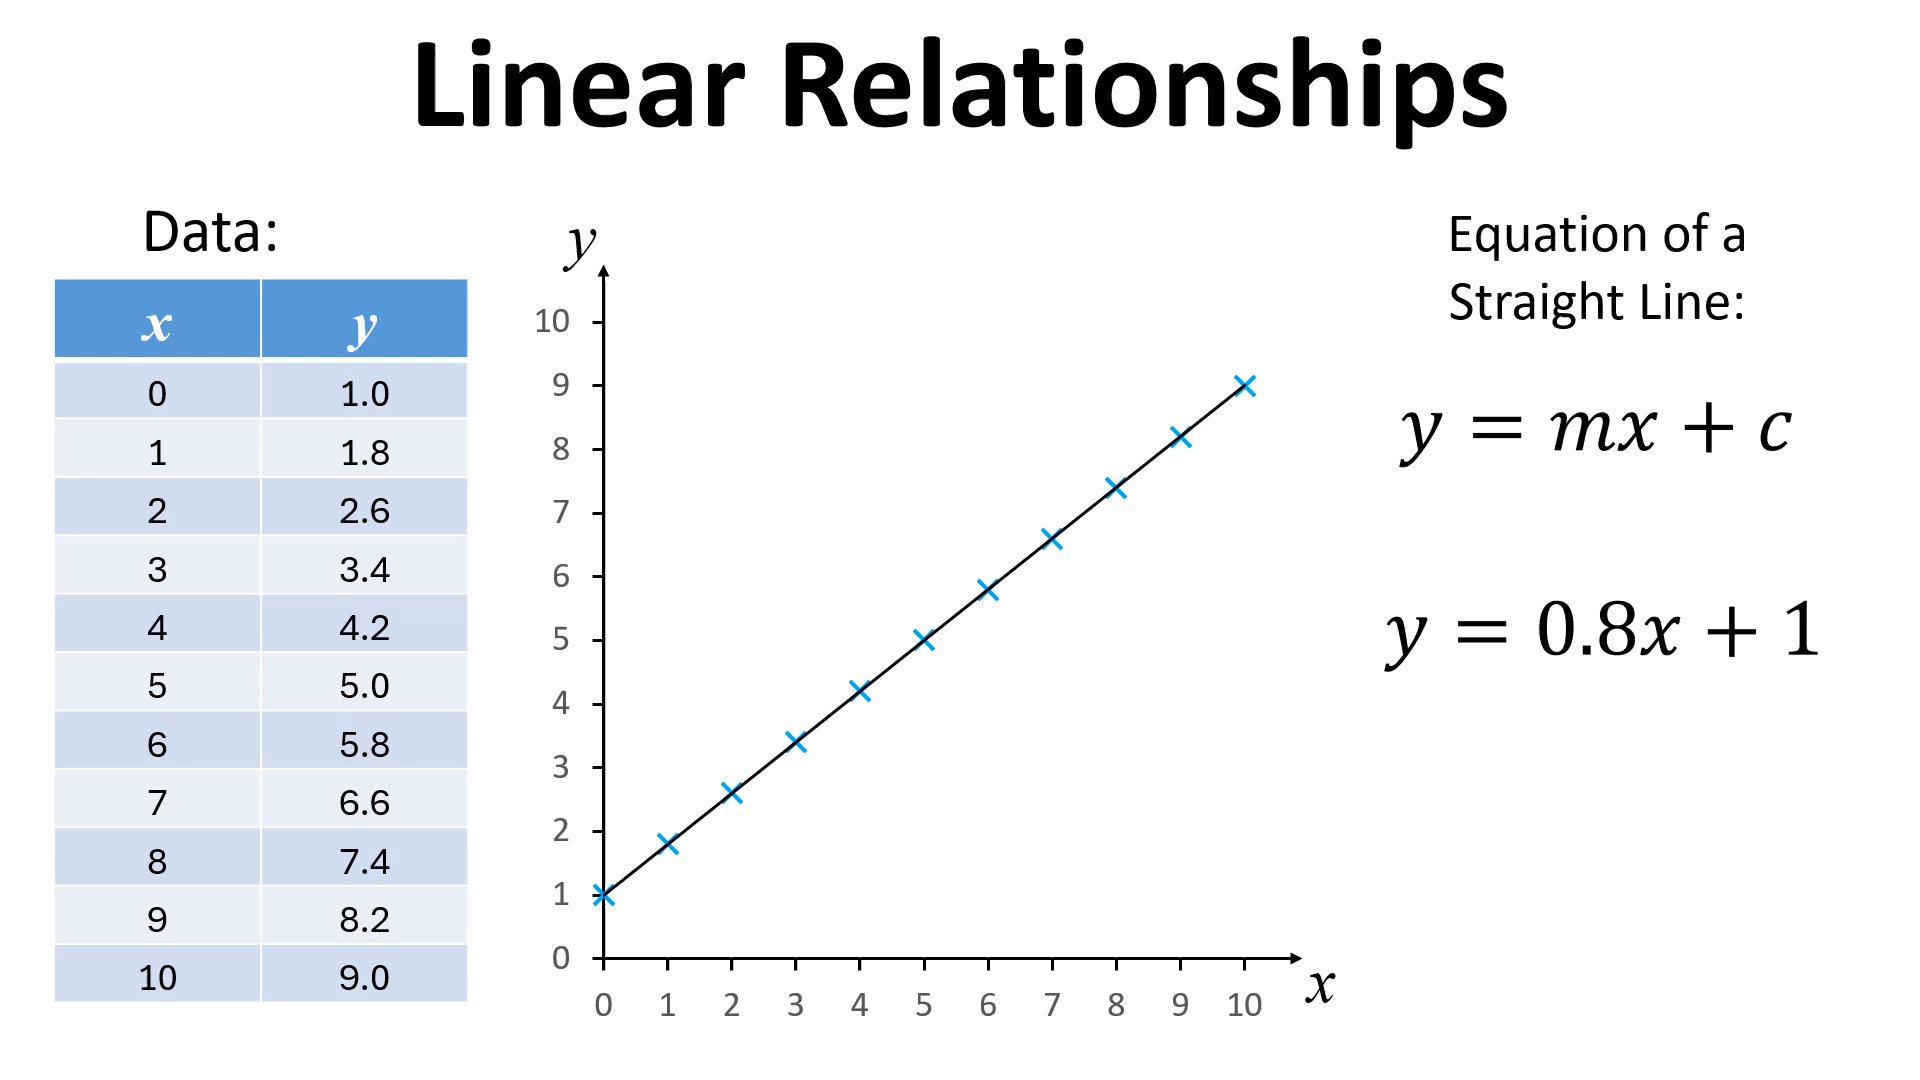 Linear Relationships
Data:
x y
0 1.0
1 1.8
2 2.6
3 3.4
4 4.2
5 5.0
6 5.8
7 6.6
8 7.4
9 8.2
10 9.0
y
10
9
8
7
6
5
4
3
2
1
0
0 1 2 3 4 5 6 7 8 9 10
x
Equation of a
Straight Line:
y = mx + c
y = 0.8x + 1